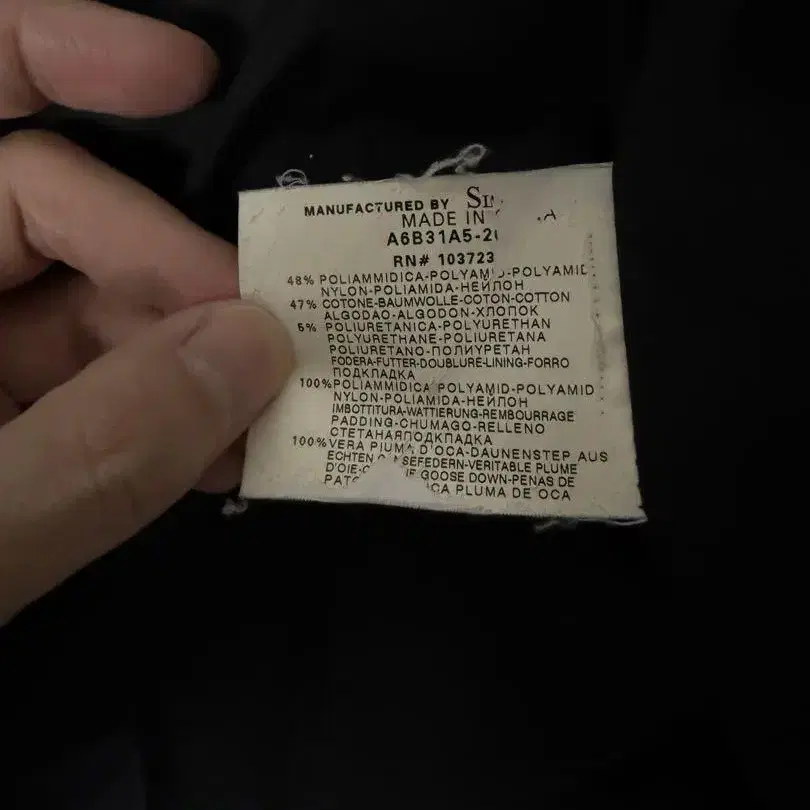 MANUFACTURED BY
MADE IN
A6B31A5-2
RN# 103723
48% POLIAMMIDICA-POLYAMID-POLYAMID
NYLON-POLIAMIDA-НЕЙЛОН
47% COTONE-BAUMWOLLE-COTON-COTTON
ALGODAO-ALGODON-ХЛОПОК
5% POLIURETANICA-POLYURETHAN
POLYURETHANE-POLIURETANA
POLIURETANO-ПОЛИУРЕТАН
FODERA-FUTTER-DOUBLURE-LINING-FORRO
ПОДКЛАДКА
100% POLIAMMIDICA POLYAMID-POLYAMID
NYLON-POLIAMIDA-НЕЙЛОН
IMBOTTITURA-WATTIERUNG-REMBOURRAGE
PADDING-CHUMAGO-RELLENO
СТЕГАНАЯПОДКЛАДКА
100% VERA PIUMA D'OCA-DAUNENSTEP AUS
ECHTEN SEFEDERN-VERITABLE PLUME
D'OIE- GOOSE DOWN-PENAS DE
PLUMA DE OCA